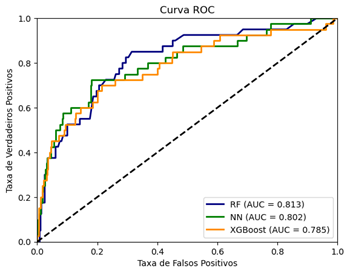 Curva ROC
Taxa de Verdadeiros Positivos
1.0
0.8
0.6
0.4
0.2
0.0
0.0 0.2 0.4 0.6 0.8 1.0
Taxa de Falsos Positivos
RF (AUC = 0.813)
NN (AUC = 0.802)
XGBoost (AUC = 0.785)